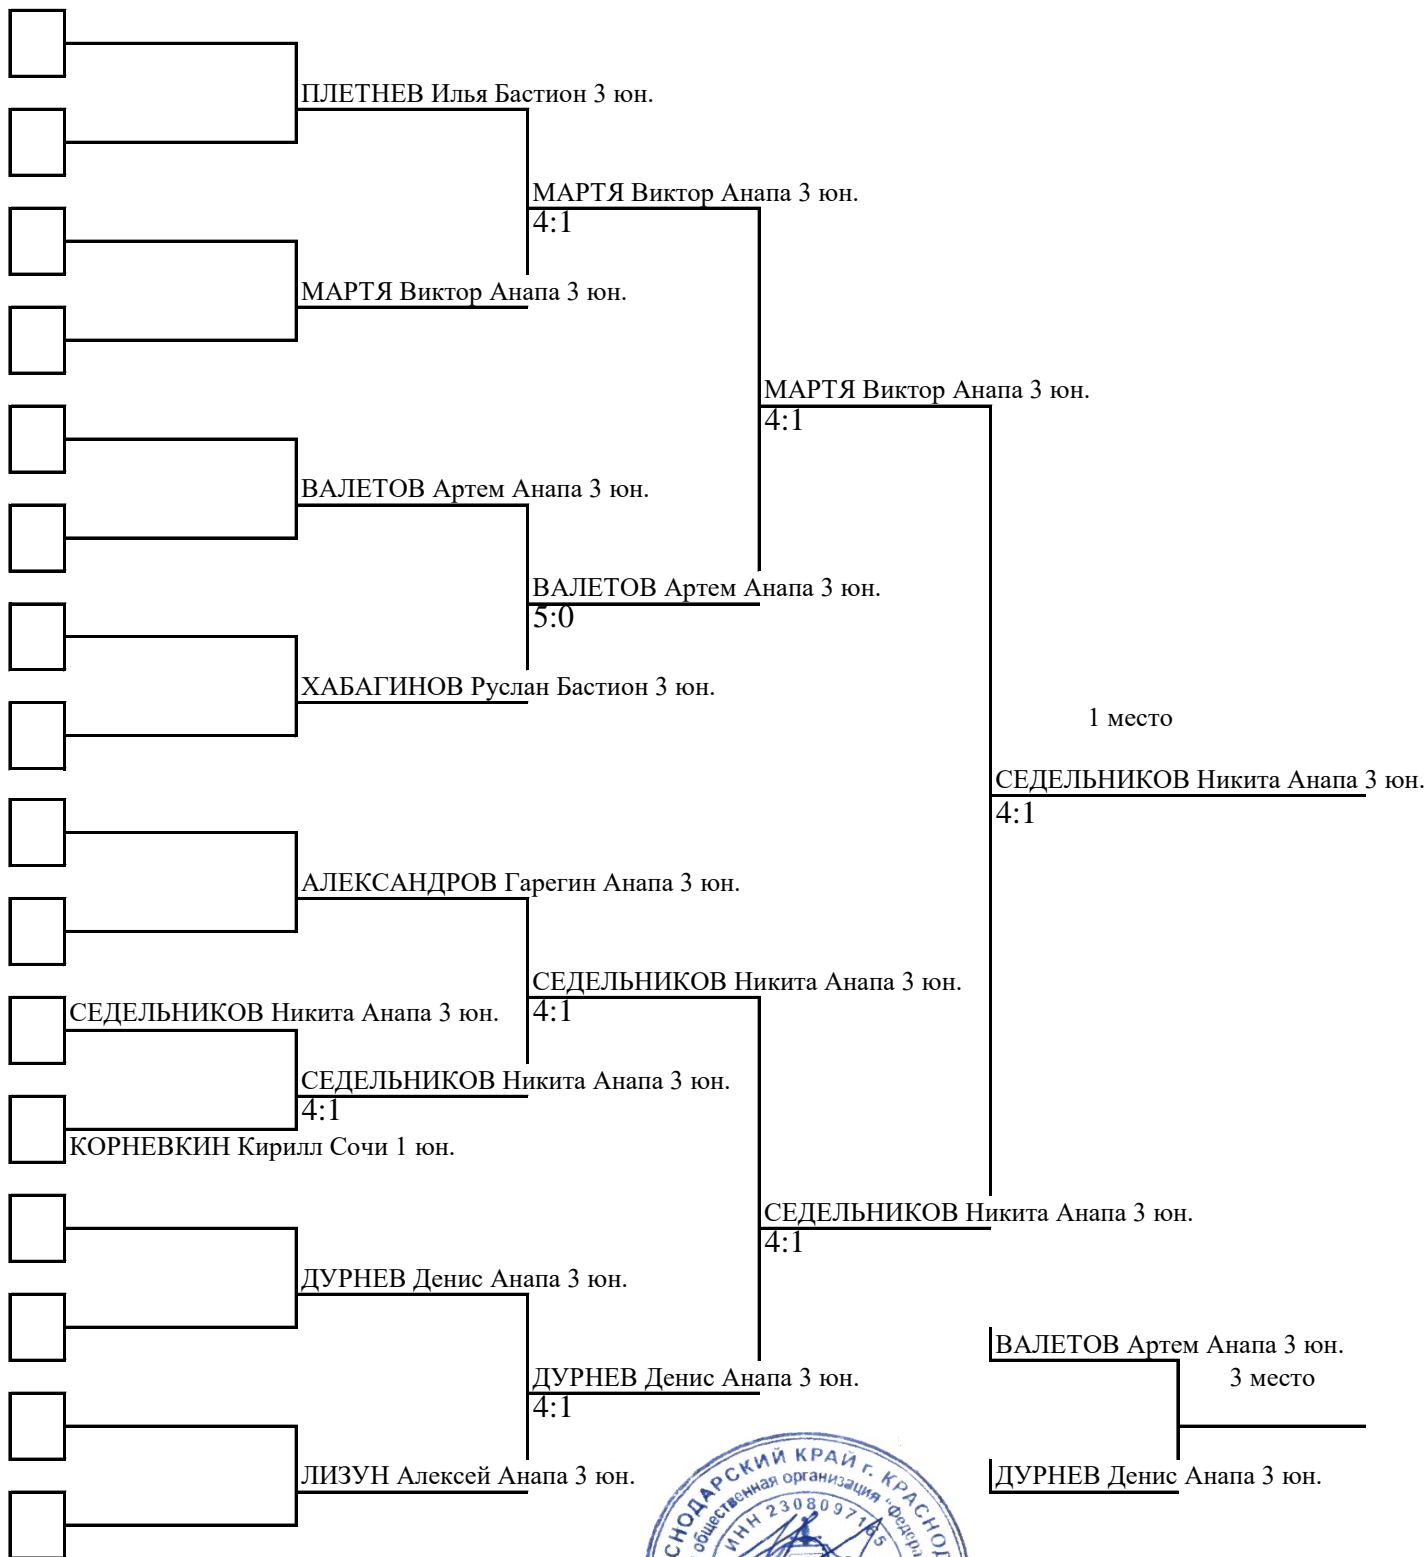 ПЛЕТНЕВ Илья Бастион 3 юн.
МАРТЯ Виктор Анапа 3 юн.
4:1
МАРТЯ Виктор Анапа 3 юн.
МАРТЯ Виктор Анапа 3 юн.
4:1
ВАЛЕТОВ Артем Анапа 3 юн.
ВАЛЕТОВ Артем Анапа 3 юн.
5:0
ХАБАГИНОВ Руслан Бастион 3 юн.
1 место
СЕДЕЛЬНИКОВ Никита Анапа 3 юн.
4:1
АЛЕКСАНДРОВ Гарегин Анапа 3 юн.
СЕДЕЛЬНИКОВ Никита Анапа 3 юн.
4:1
СЕДЕЛЬНИКОВ Никита Анапа 3 юн.
СЕДЕЛЬНИКОВ Никита Анапа 3 юн.
4:1
КОРНЕВКИН Кирилл Сочи 1 юн.
СЕДЕЛЬНИКОВ Никита Анапа 3 юн.
4:1
ДУРНЕВ Денис Анапа 3 юн.
ВАЛЕТОВ Артем Анапа 3 юн.
3 место
ДУРНЕВ Денис Анапа 3 юн.
4:1
ЛИЗУН Алексей Анапа 3 юн.
ДУРНЕВ Денис Анапа 3 юн.
КРАЙ г.
общественная организация
ИНН 2308097165